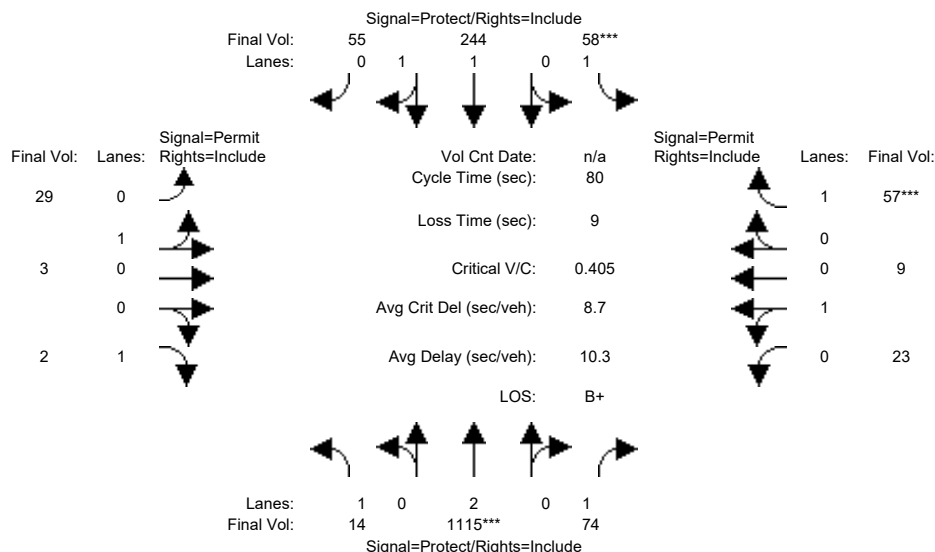 Signal=Protect/Rights=Include
Final Vol: 55 244 58***
Lanes: 0 1 1 0 1
Signal=Permit Signal=Permit
Final Vol: Lanes: Rights=Include Vol Cnt Date: n/a Rights=Include Lanes: Final Vol:
Cycle Time (sec): 80
29 0 1 57***
Loss Time (sec): 9
1 0
3 0 Critical V/C: 0.405 0 9
0 Avg Crit Del (sec/veh): 8.7 1
2 1 Avg Delay (sec/veh): 10.3 0 23
LOS: B+
Lanes: 1 0 2 0 1
Final Vol: 14 1115*** 74
Signal=Protect/Rights=Include